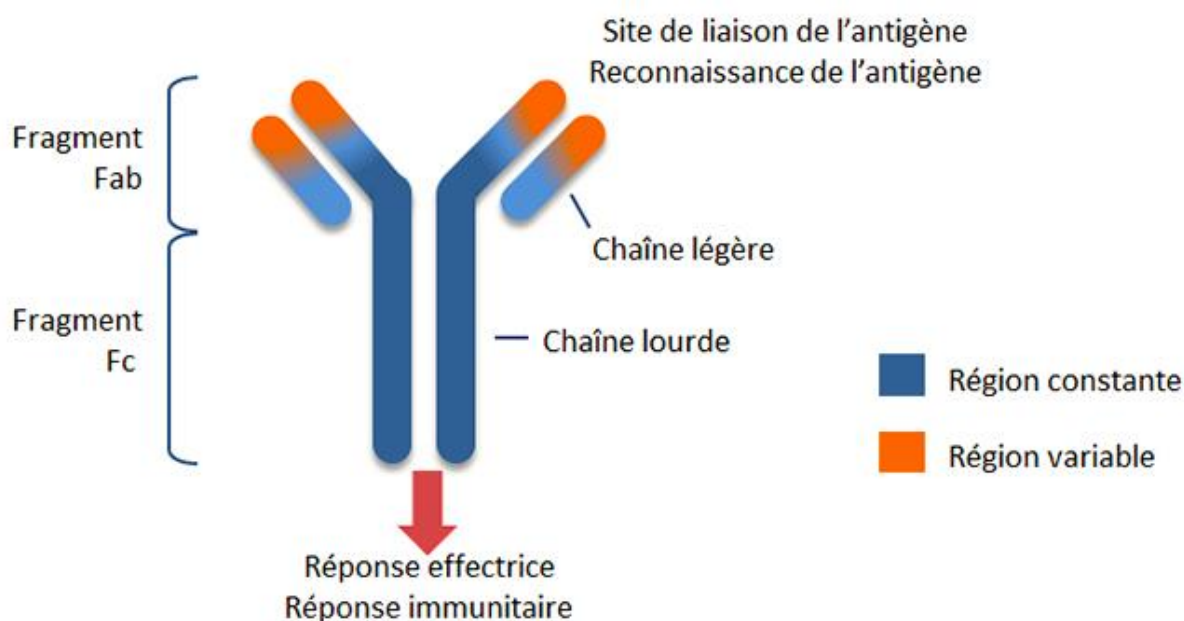 Site de liaison de l'antigène
Reconnaissance de l'antigène
Fragment
Fab
Chaîne légère
Fragment
Fc
Chaîne lourde
Région constante
Région variable
Réponse effectrice
Réponse immunitaire